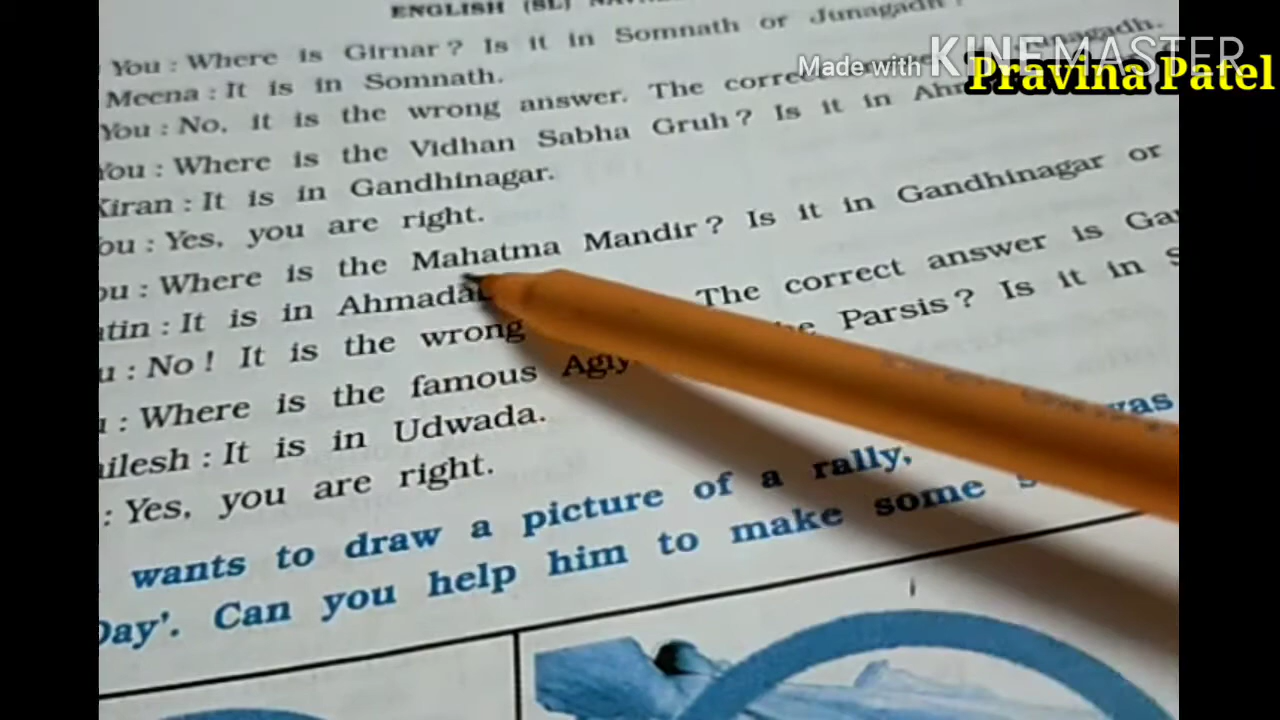 ENGLISH (SL)
You : Where is Girnar ? Is it in Somnath or Junagadh ?
Meena : It is in Somnath.
You : No, it is the wrong answer. The correct
You : Where is the Vidhan Sabha Gruh ? Is it in
Kiran : It is in Gandhinagar.
You : Yes, you are right.
ou : Where is the Mahatma Mandir ? Is it in Gandhinagar or
tin : It is in
u : No ! It is the wrong The correct answer is
: Where is the famous Parsis ? Is it in
ilesh : It is in Udwada.
: Yes, you are right.
wants to draw a picture of a rally,
Day'. Can you help him to make some
Made with KINEMASTER
Pravina Patel